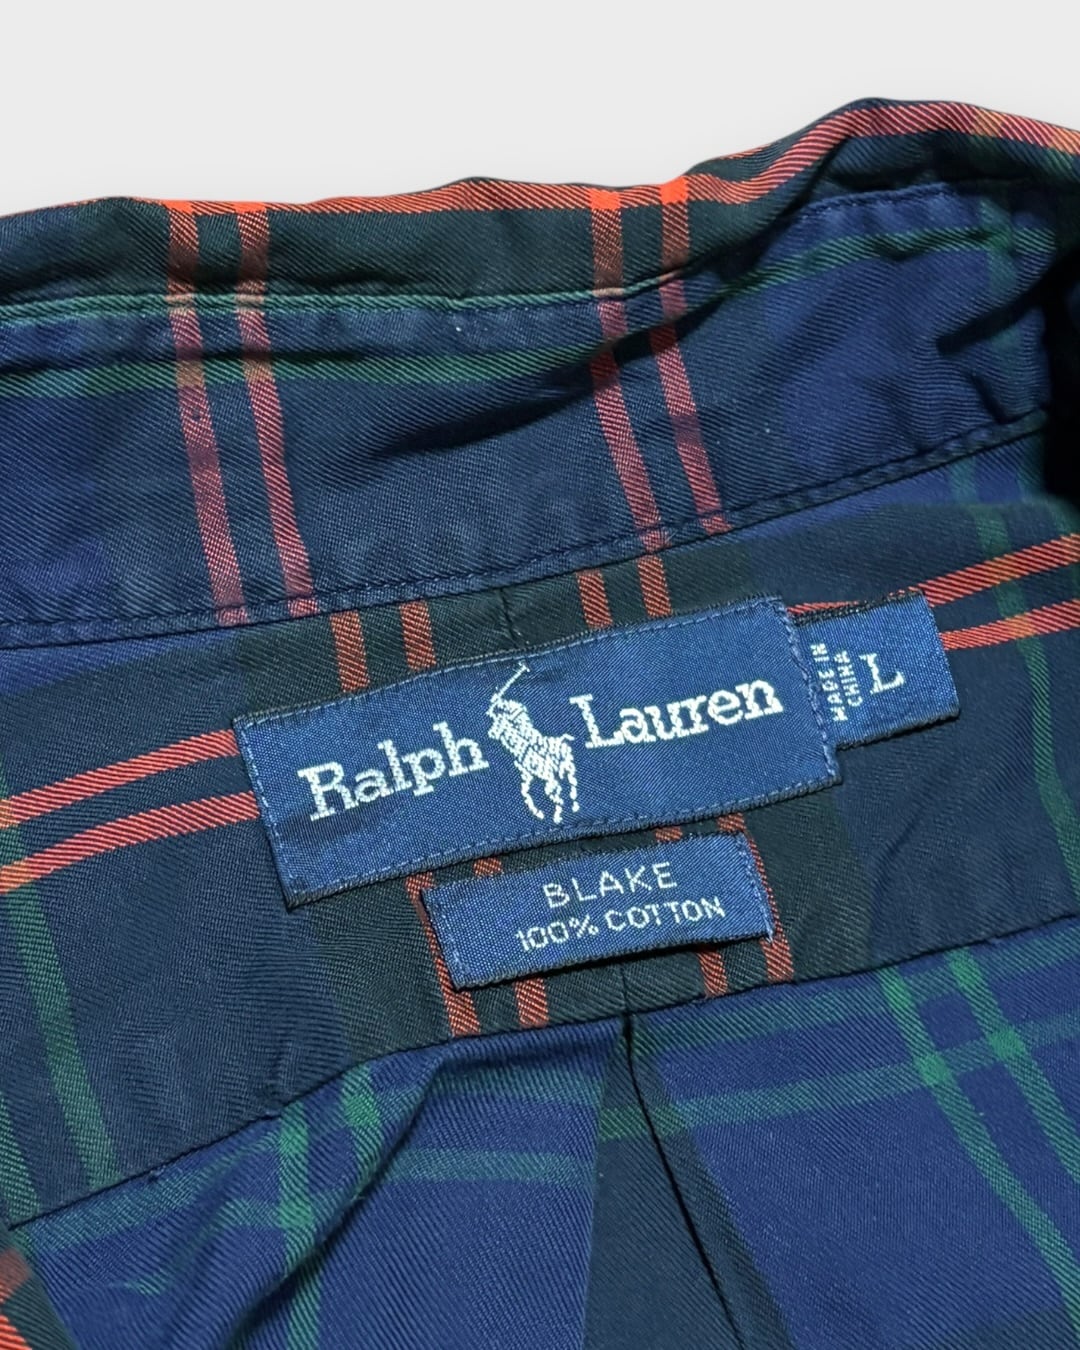 Ralph Lauren
MADE IN
CHINA
L
BLAKE
100% COTTON